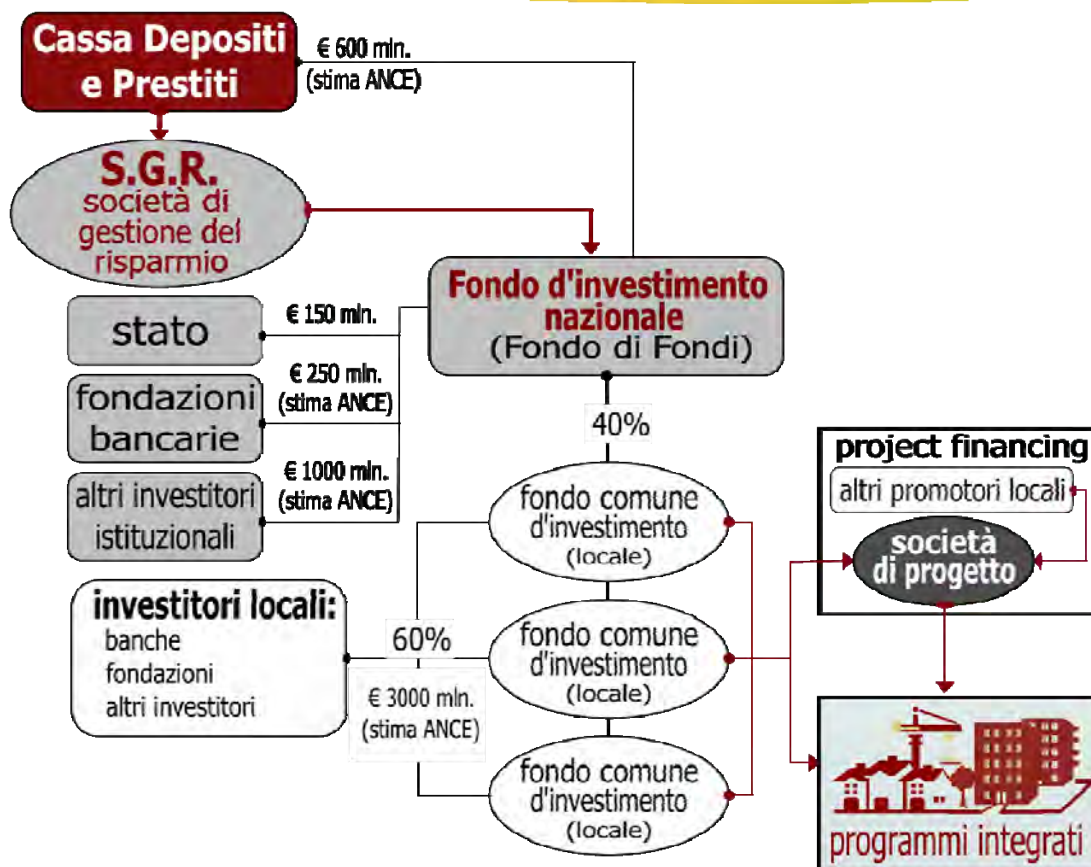 Cassa Depositi
e Prestiti
€ 600 mln.
(stima ANCE)
S.G.R.
società di
gestione del
risparmio
Fondo d'investimento
nazionale
(Fondo di Fondi)
stato
€ 150 mln.
fondazioni
bancarie
€ 250 mln.
(stima ANCE)
altri investitori
istituzionali
€ 1000 mln.
(stima ANCE)
40%
investitori locali:
banche
fondazioni
altri investitori
60%
€ 3000 mln.
(stima ANCE)
fondo comune
d'investimento
(locale)
fondo comune
d'investimento
(locale)
fondo comune
d'investimento
(locale)
project financing
altri promotori locali
società
di progetto
programmi integrati